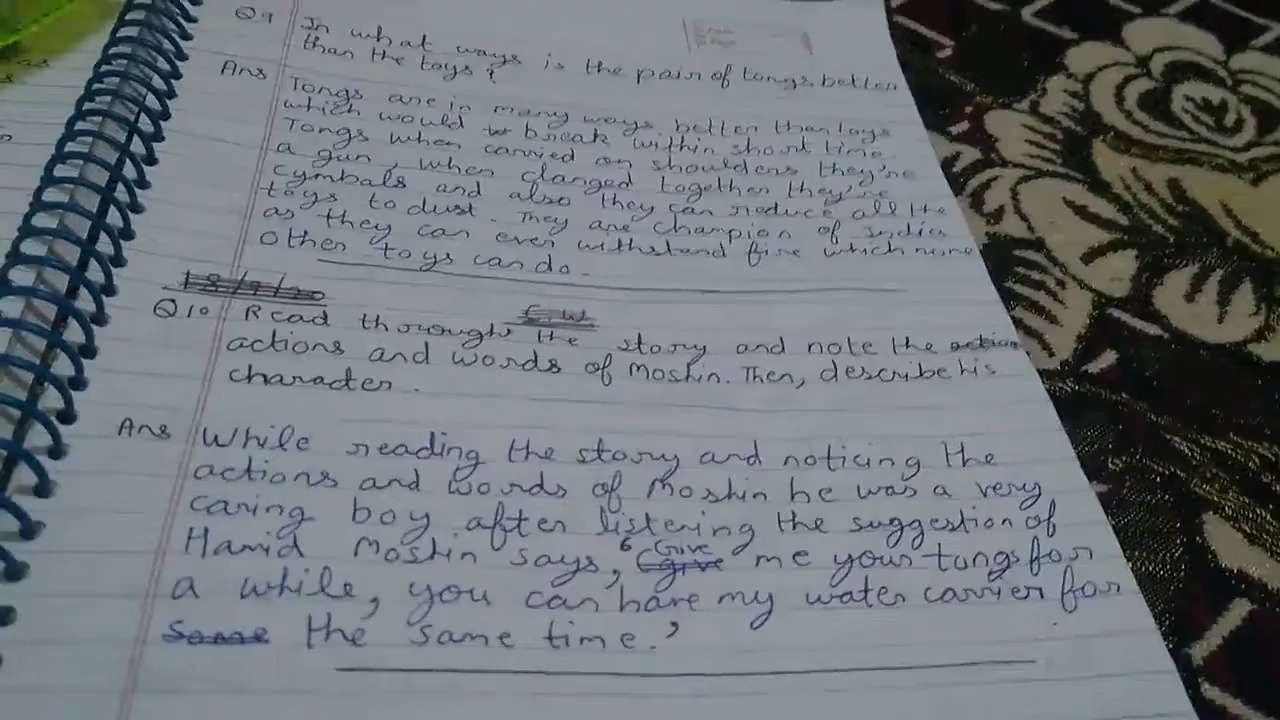 Q9 In what ways is the pair of tongs better
than the toys?
Ans Tongs are in many ways better than toys
which would break within short time
Tongs when carried on shoulders they're
a gun, when clanged together they're
cymbals and also they can reduce all the
toys to dust. They are champion of India
as they can even withstand fire which none
other toys can do.
18/9/20
C.W
Q10 Read throught the story and note the action
actions and words of Moshin. Then, describe his
character.
Ans While reading the story and noticing the
actions and words of Moshin he was a very
caring boy after listening the suggestion of
Hamid Moshin says, 'Give me your tongs for
a while, you can have my water carrier for
Some the same time.'